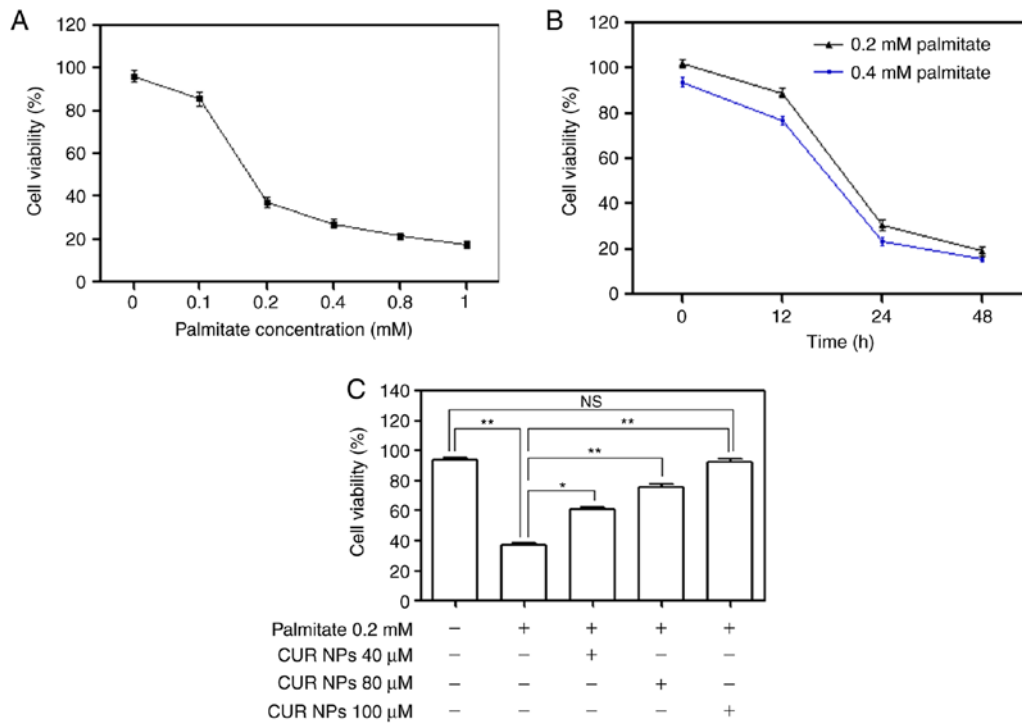 A
120
100
80
60
40
20
0
Cell viability (%)
0 0.1 0.2 0.4 0.8 1
Palmitate concentration (mM)
B
120
100
80
60
40
20
0
Cell viability (%)
0.2 mM palmitate
0.4 mM palmitate
0 12 24 48
Time (h)
C
140
120
100
80
60
40
20
0
Cell viability (%)
NS
** **
**
*
Palmitate 0.2 mM – + + + +
CUR NPs 40 μM – – + – –
CUR NPs 80 μM – – – + –
CUR NPs 100 μM – – – – +